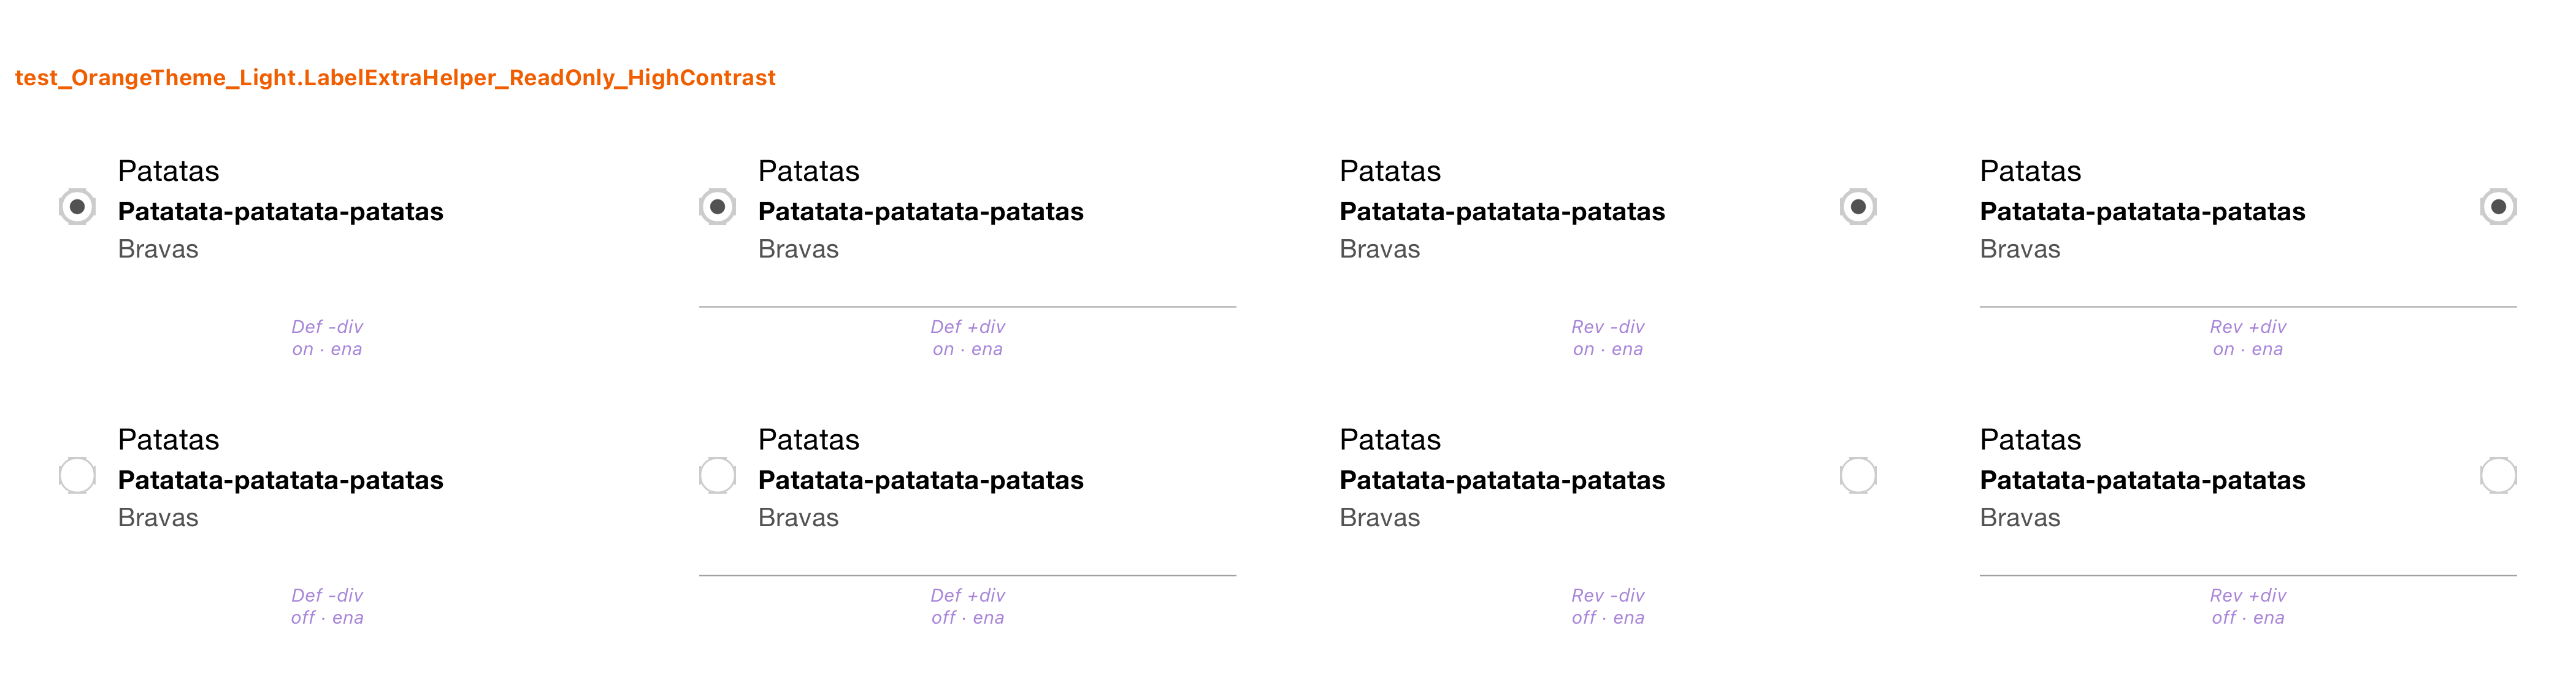 test_OrangeTheme_Light.LabelExtraHelper_ReadOnly_HighContrast
Patatas
Patatata-patatata-patatas
Bravas
Def -div
on · ena
Patatas
Patatata-patatata-patatas
Bravas
Def +div
on · ena
Patatas
Patatata-patatata-patatas
Bravas
Rev -div
on · ena
Patatas
Patatata-patatata-patatas
Bravas
Rev +div
on · ena
Patatas
Patatata-patatata-patatas
Bravas
Def -div
off · ena
Patatas
Patatata-patatata-patatas
Bravas
Def +div
off · ena
Patatas
Patatata-patatata-patatas
Bravas
Rev -div
off · ena
Patatas
Patatata-patatata-patatas
Bravas
Rev +div
off · ena